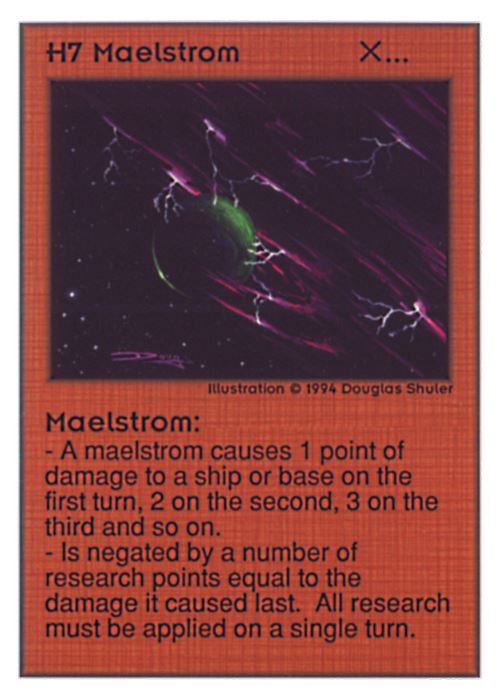 H7 Maelstrom X...
Illustration © 1994 Douglas Shuler
Maelstrom:
- A maelstrom causes 1 point of
damage to a ship or base on the
first turn, 2 on the second, 3 on the
third and so on.
- Is negated by a number of
research points equal to the
damage it caused last.  All research
must be applied on a single turn.